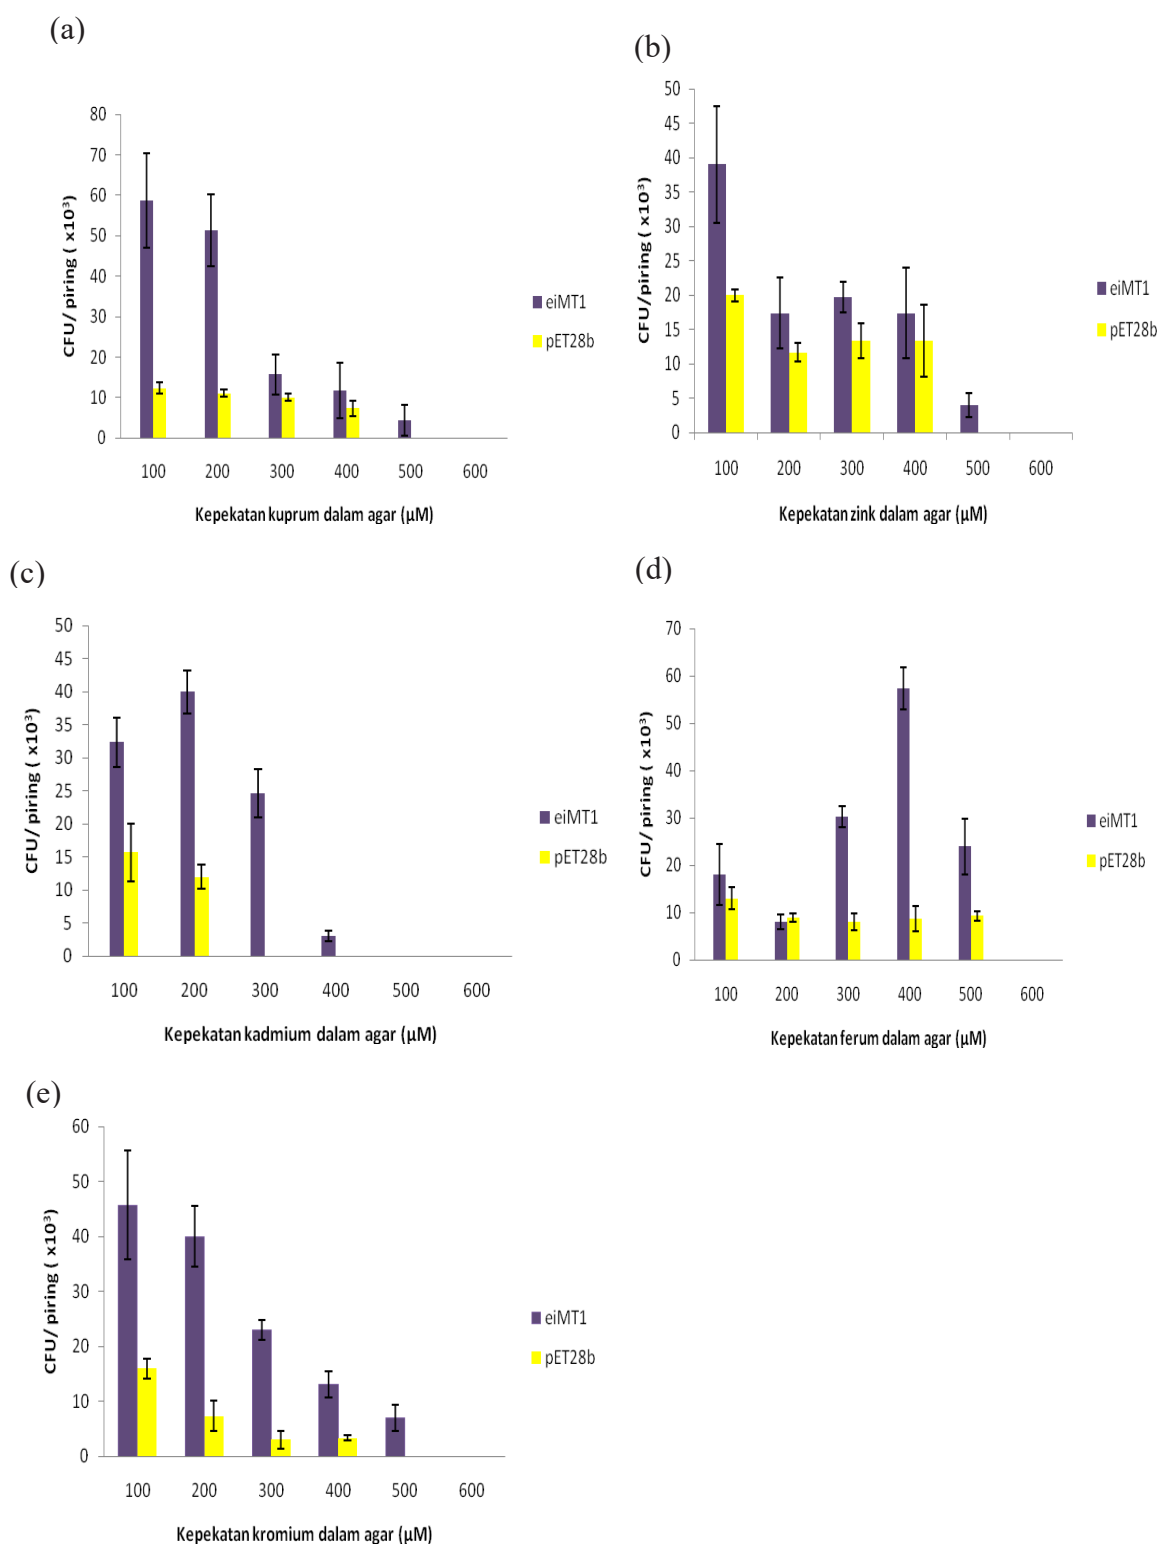 (a)
80
70
60
50
40
30
20
10
0
CFU/ piring ( x10³)
100 200 300 400 500 600
Kepekatan kuprum dalam agar (µM)
eiMT1
pET28b
(b)
50
45
40
35
30
25
20
15
10
5
0
CFU/piring ( x10³)
100 200 300 400 500 600
Kepekatan zink dalam agar (µM)
eiMT1
pET28b
(c)
50
45
40
35
30
25
20
15
10
5
0
CFU/ piring ( x10³)
100 200 300 400 500 600
Kepekatan kadmium dalam agar (µM)
eiMT1
pET28b
(d)
70
60
50
40
30
20
10
0
CFU/ piring ( x10³)
100 200 300 400 500 600
Kepekatan ferum dalam agar (µM)
eiMT1
pET28b
(e)
60
50
40
30
20
10
0
CFU/ piring ( x10³)
100 200 300 400 500 600
Kepekatan kromium dalam agar (µM)
eiMT1
pET28b